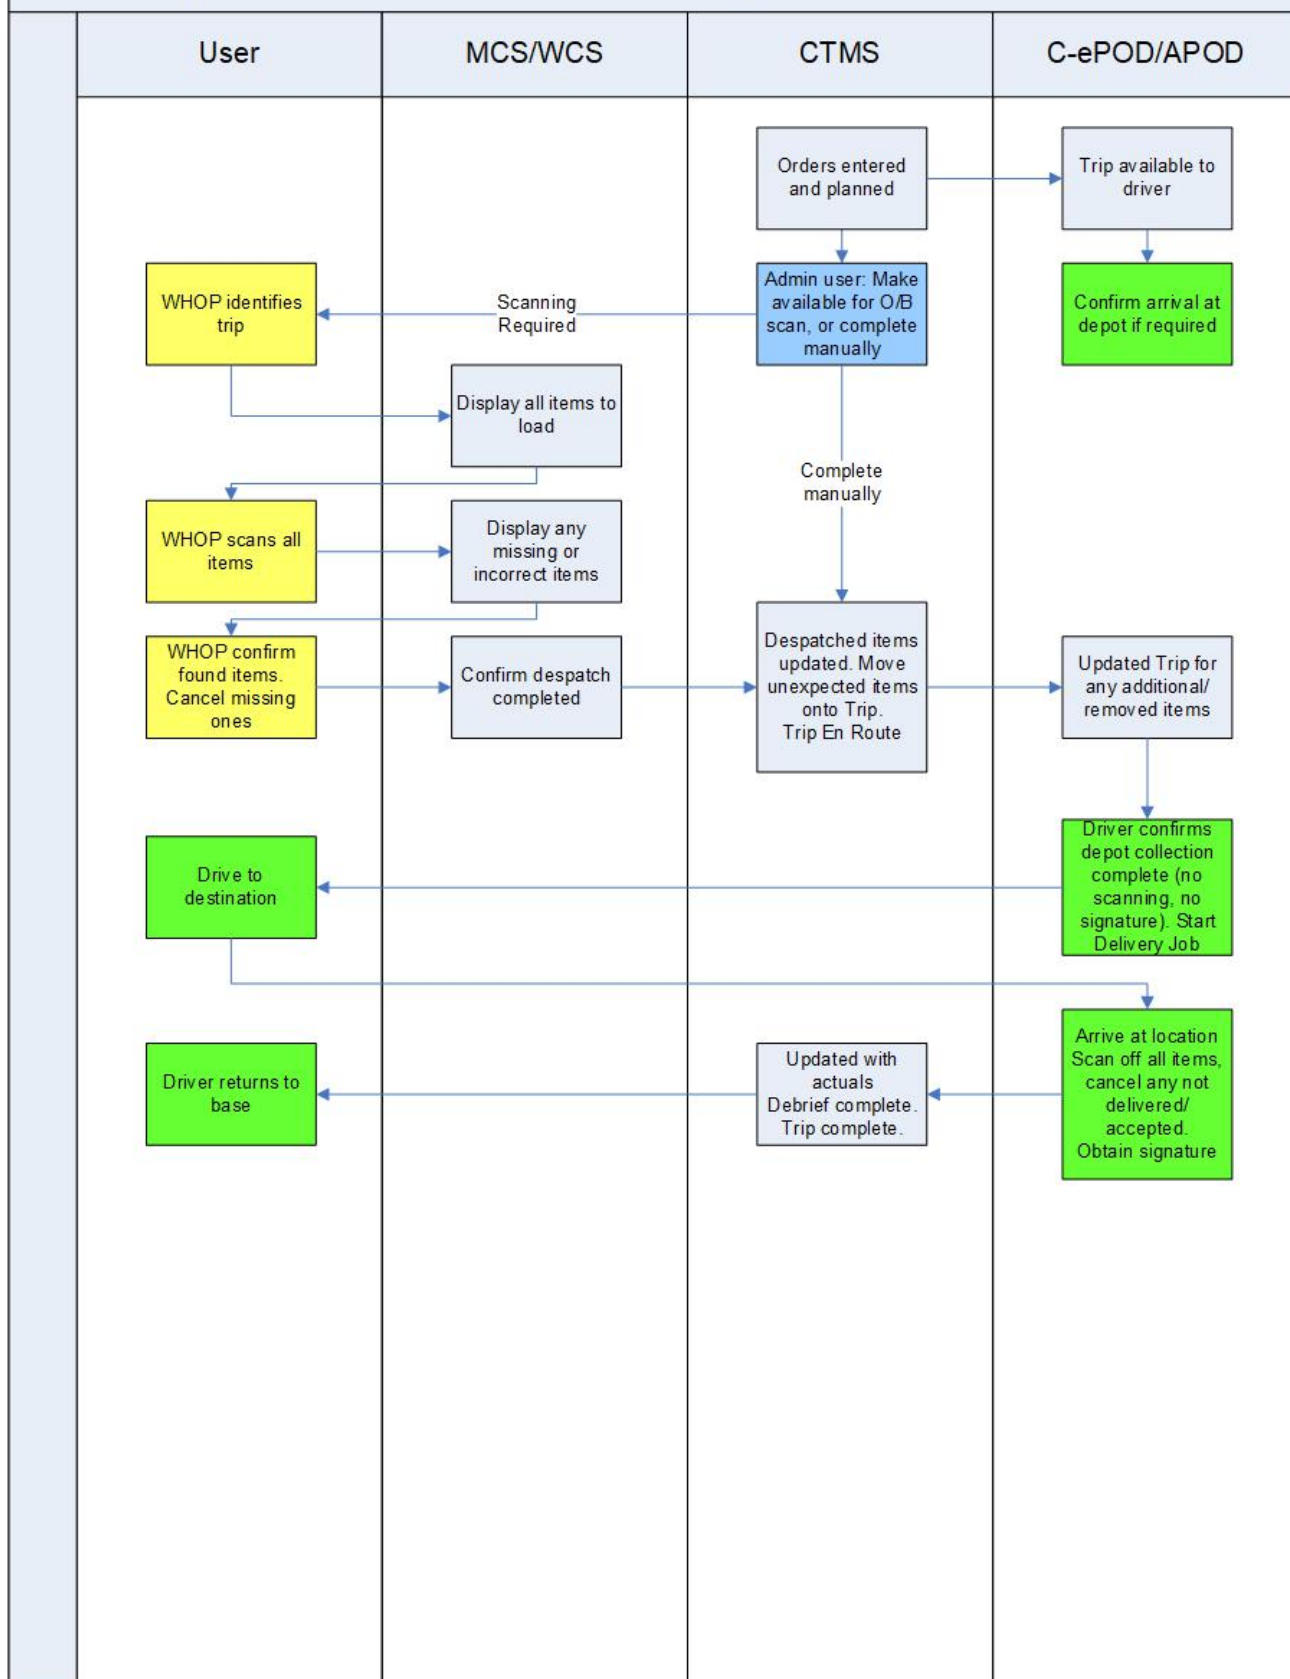 User
MCS/WCS
CTMS
C-ePOD/APOD
Orders entered
and planned
Trip available to
driver
WHOP identifies
trip
Scanning
Required
Admin user: Make
available for O/B
scan, or complete
manually
Confirm arrival at
depot if required
Display all items to
load
Complete
manually
WHOP scans all
items
Display any
missing or
incorrect items
WHOP confirm
found items.
Cancel missing
ones
Confirm despatch
completed
Despatched items
updated. Move
unexpected items
onto Trip.
Trip En Route
Updated Trip for
any additional/
removed items
Drive to
destination
Driver confirms
depot collection
complete (no
scanning, no
signature). Start
Delivery Job
Driver returns to
base
Updated with
actuals
Debrief complete.
Trip complete.
Arrive at location
Scan off all items,
cancel any not
delivered/
accepted.
Obtain signature